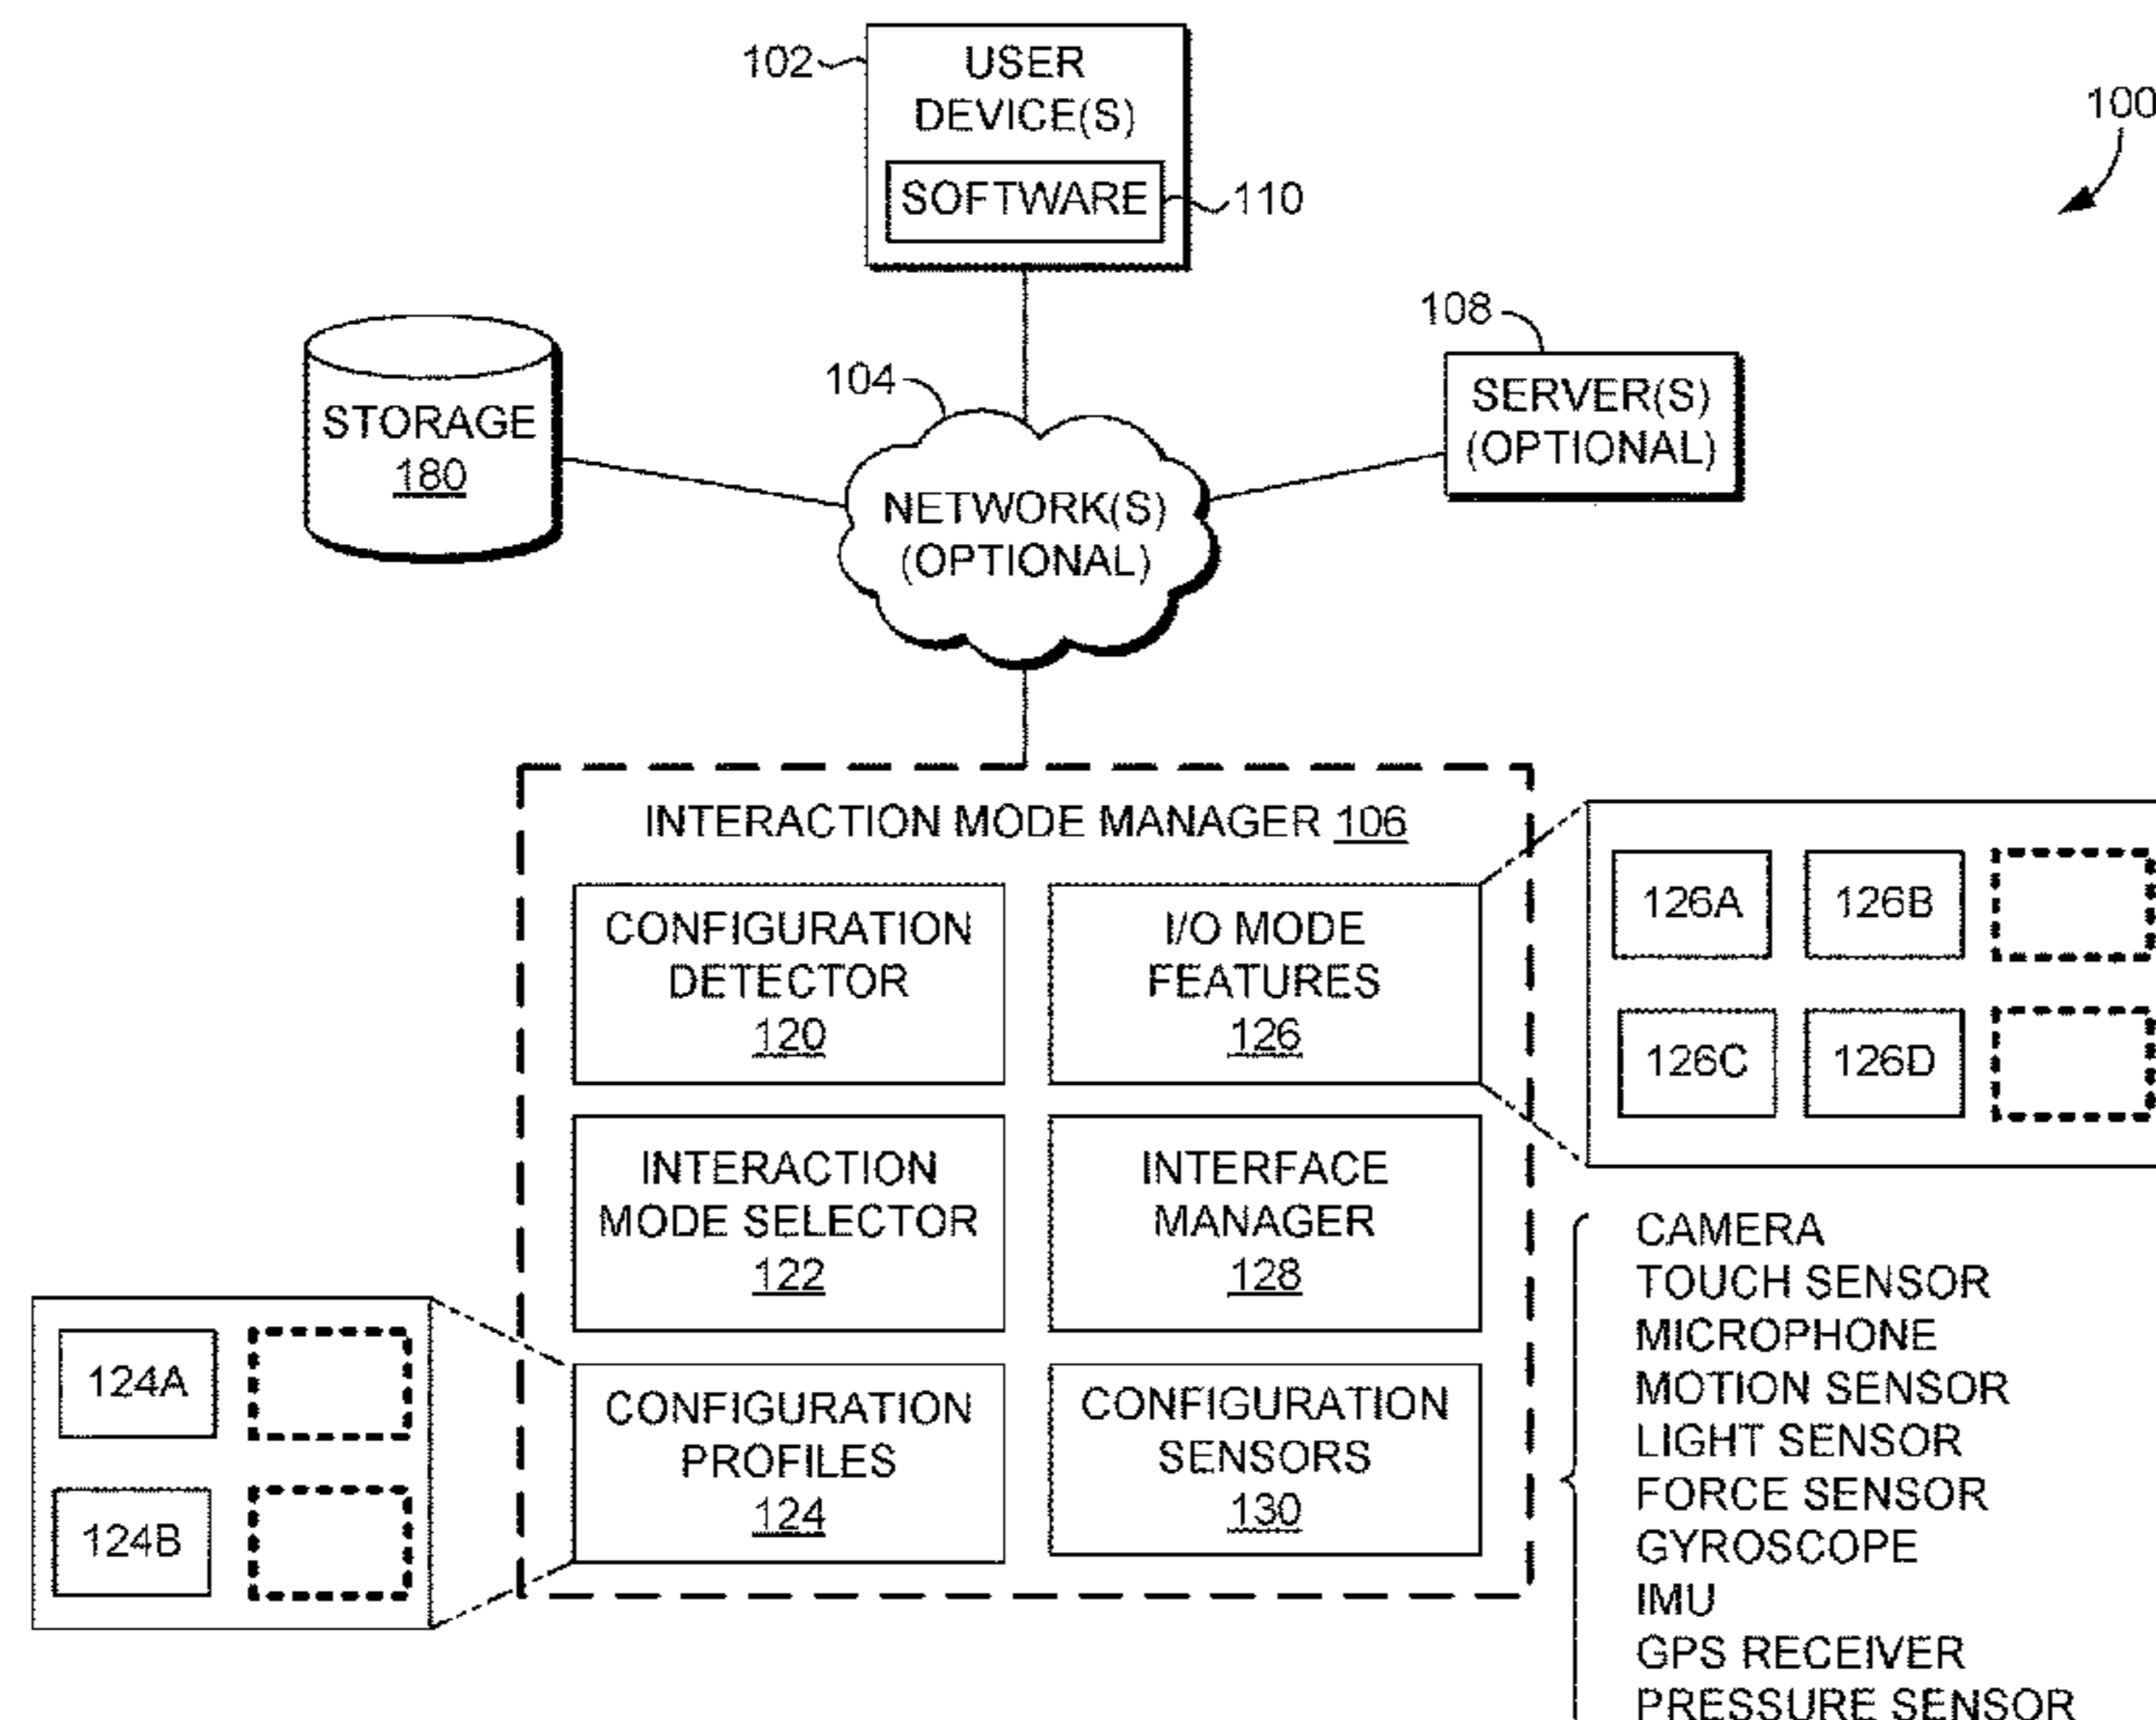 102
USER
DEVICE(S)
SOFTWARE
110
100
108
SERVER(S)
(OPTIONAL)
STORAGE
180
104
NETWORK(S)
(OPTIONAL)
INTERACTION MODE MANAGER 106
CONFIGURATION
DETECTOR
120
I/O MODE
FEATURES
126
126A
126B
126C
126D
INTERACTION
MODE SELECTOR
122
INTERFACE
MANAGER
128
124A
124B
CONFIGURATION
PROFILES
124
CONFIGURATION
SENSORS
130
CAMERA
TOUCH SENSOR
MICROPHONE
MOTION SENSOR
LIGHT SENSOR
FORCE SENSOR
GYROSCOPE
IMU
GPS RECEIVER
PRESSURE SENSOR